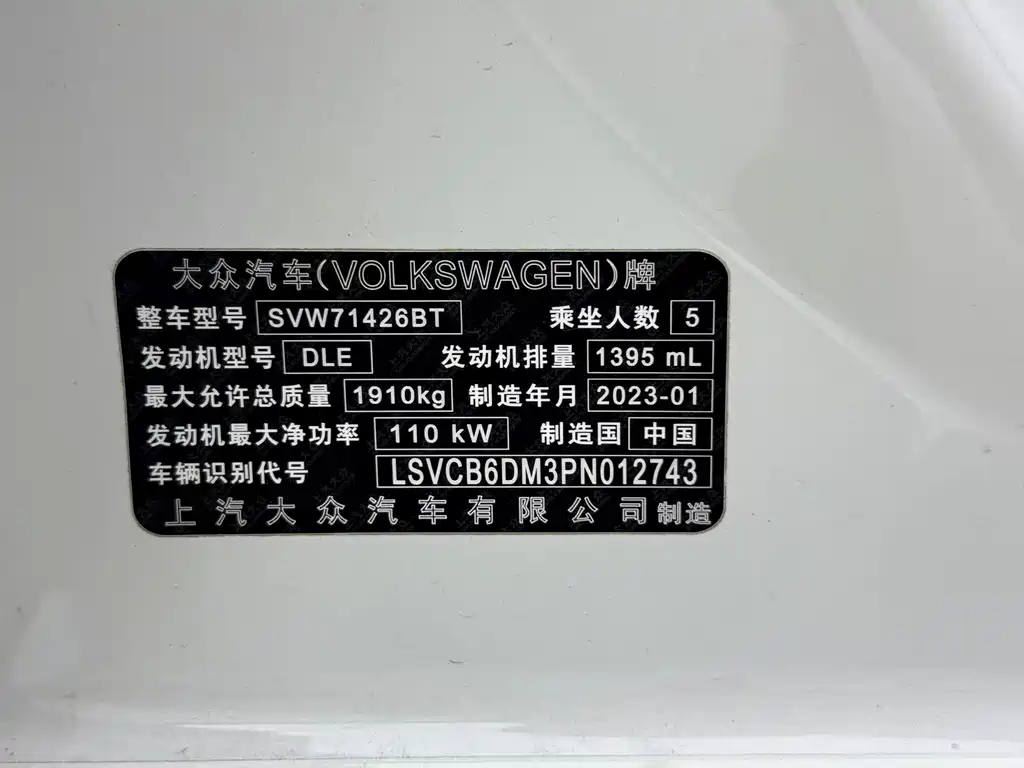 大众汽车(VOLKSWAGEN)牌
整车型号 SVW71426BT 乘坐人数 5
发动机型号 DLE 发动机排量 1395 mL
最大允许总质量 1910kg 制造年月 2023-01
发动机最大净功率 110 kW 制造国 中国
车辆识别代号 LSVCB6DM3PN012743
上汽大众汽车有限公司制造